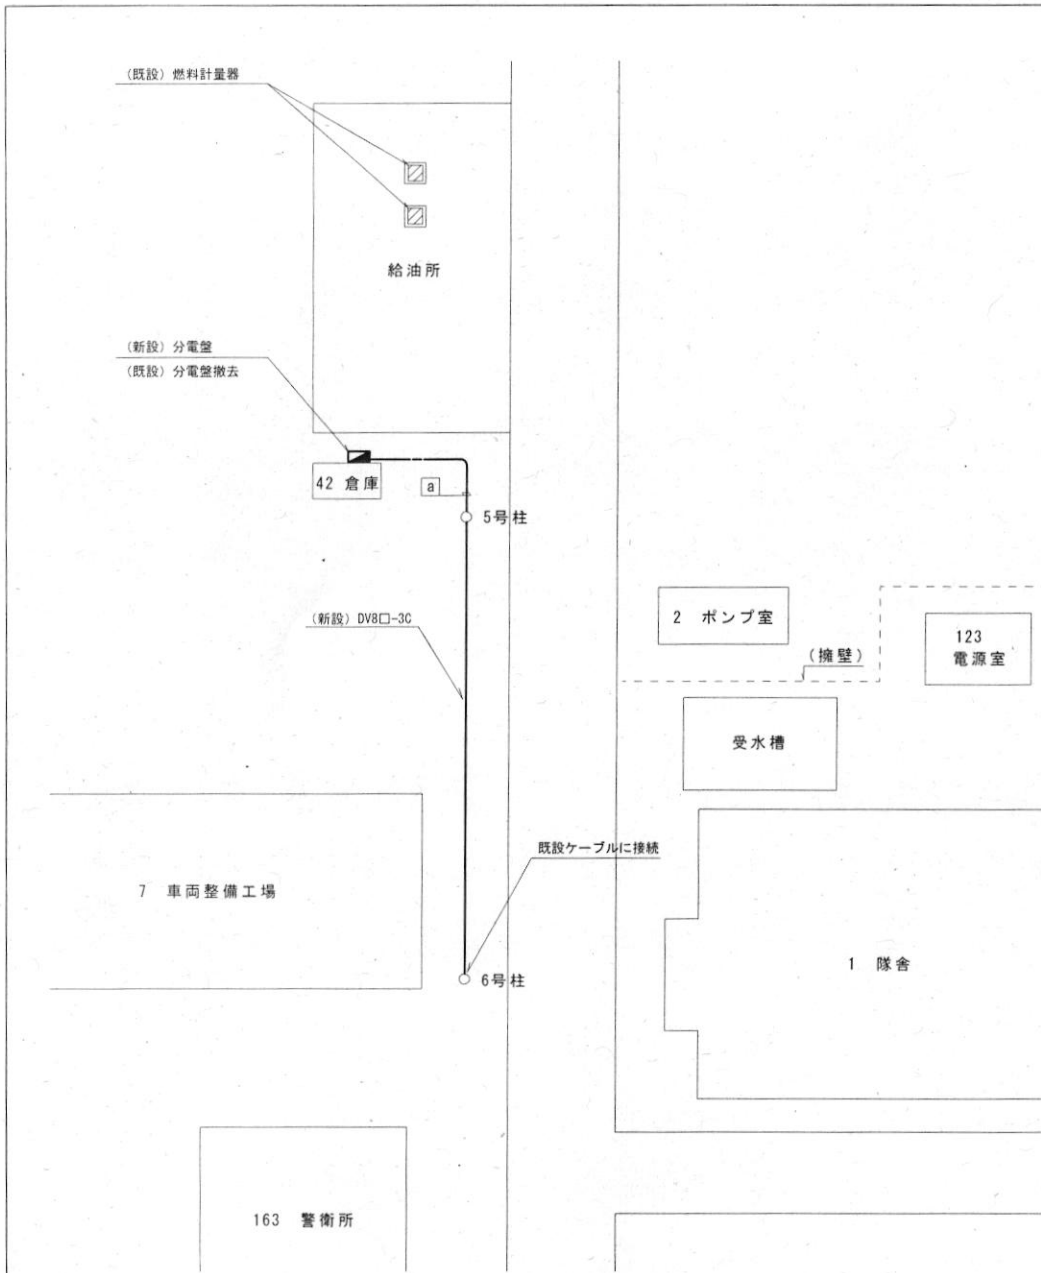 (既設) 燃料計量器
給油所
(新設) 分電盤
(既設) 分電盤撤去
42 倉庫
a
5号柱
(新設) DV8□-3C
2 ポンプ室
(擁壁)
123
電源室
受水槽
既設ケーブルに接続
7 車両整備工場
1 隊舎
6号柱
163 警衛所